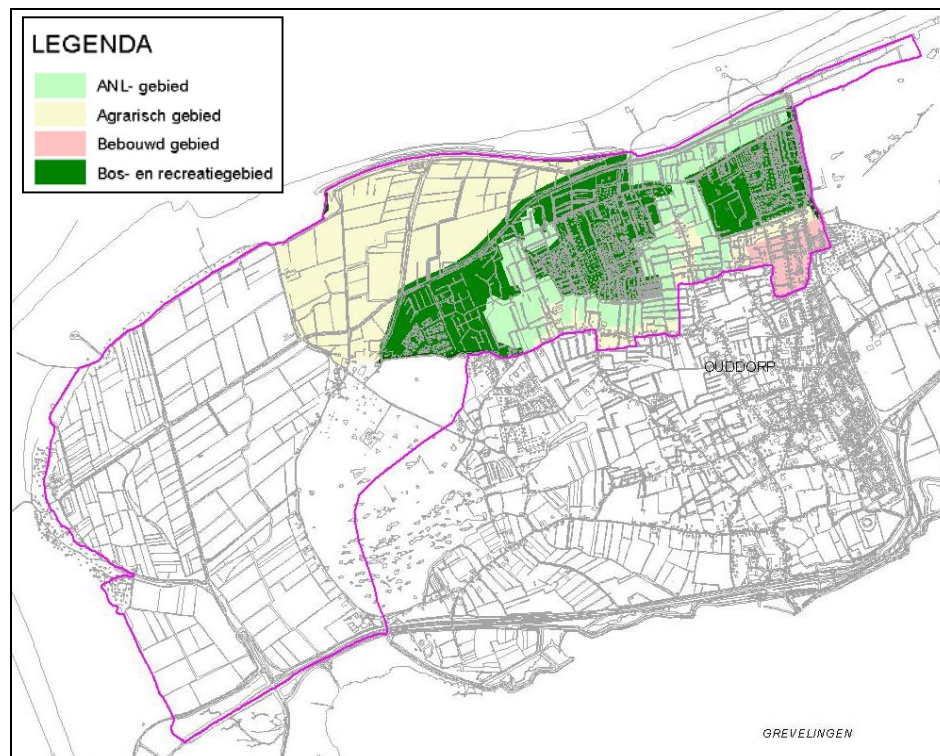 LEGENDA
ANL- gebied
Agrarisch gebied
Bebouwd gebied
Bos- en recreatiegebied
OUDDORP
GREVELINGEN